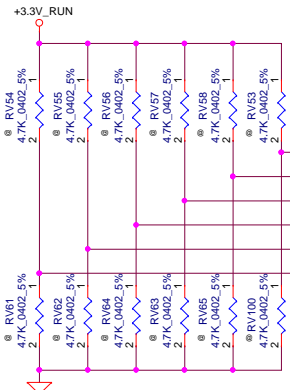 +3.3V_RUN
@ RV54 1
4.7K_0402_5% 2
@ RV55 1
4.7K_0402_5% 2
@ RV56 1
4.7K_0402_5% 2
@ RV57 1
4.7K_0402_5% 2
@ RV58 1
4.7K_0402_5% 2
@ RV53 1
4.7K_0402_5% 2
@ RV61 1
4.7K_0402_5% 2
@ RV62 1
4.7K_0402_5% 2
@ RV64 1
4.7K_0402_5% 2
@ RV63 1
4.7K_0402_5% 2
@ RV65 1
4.7K_0402_5% 2
@ RV100 1
4.7K_0402_5% 2